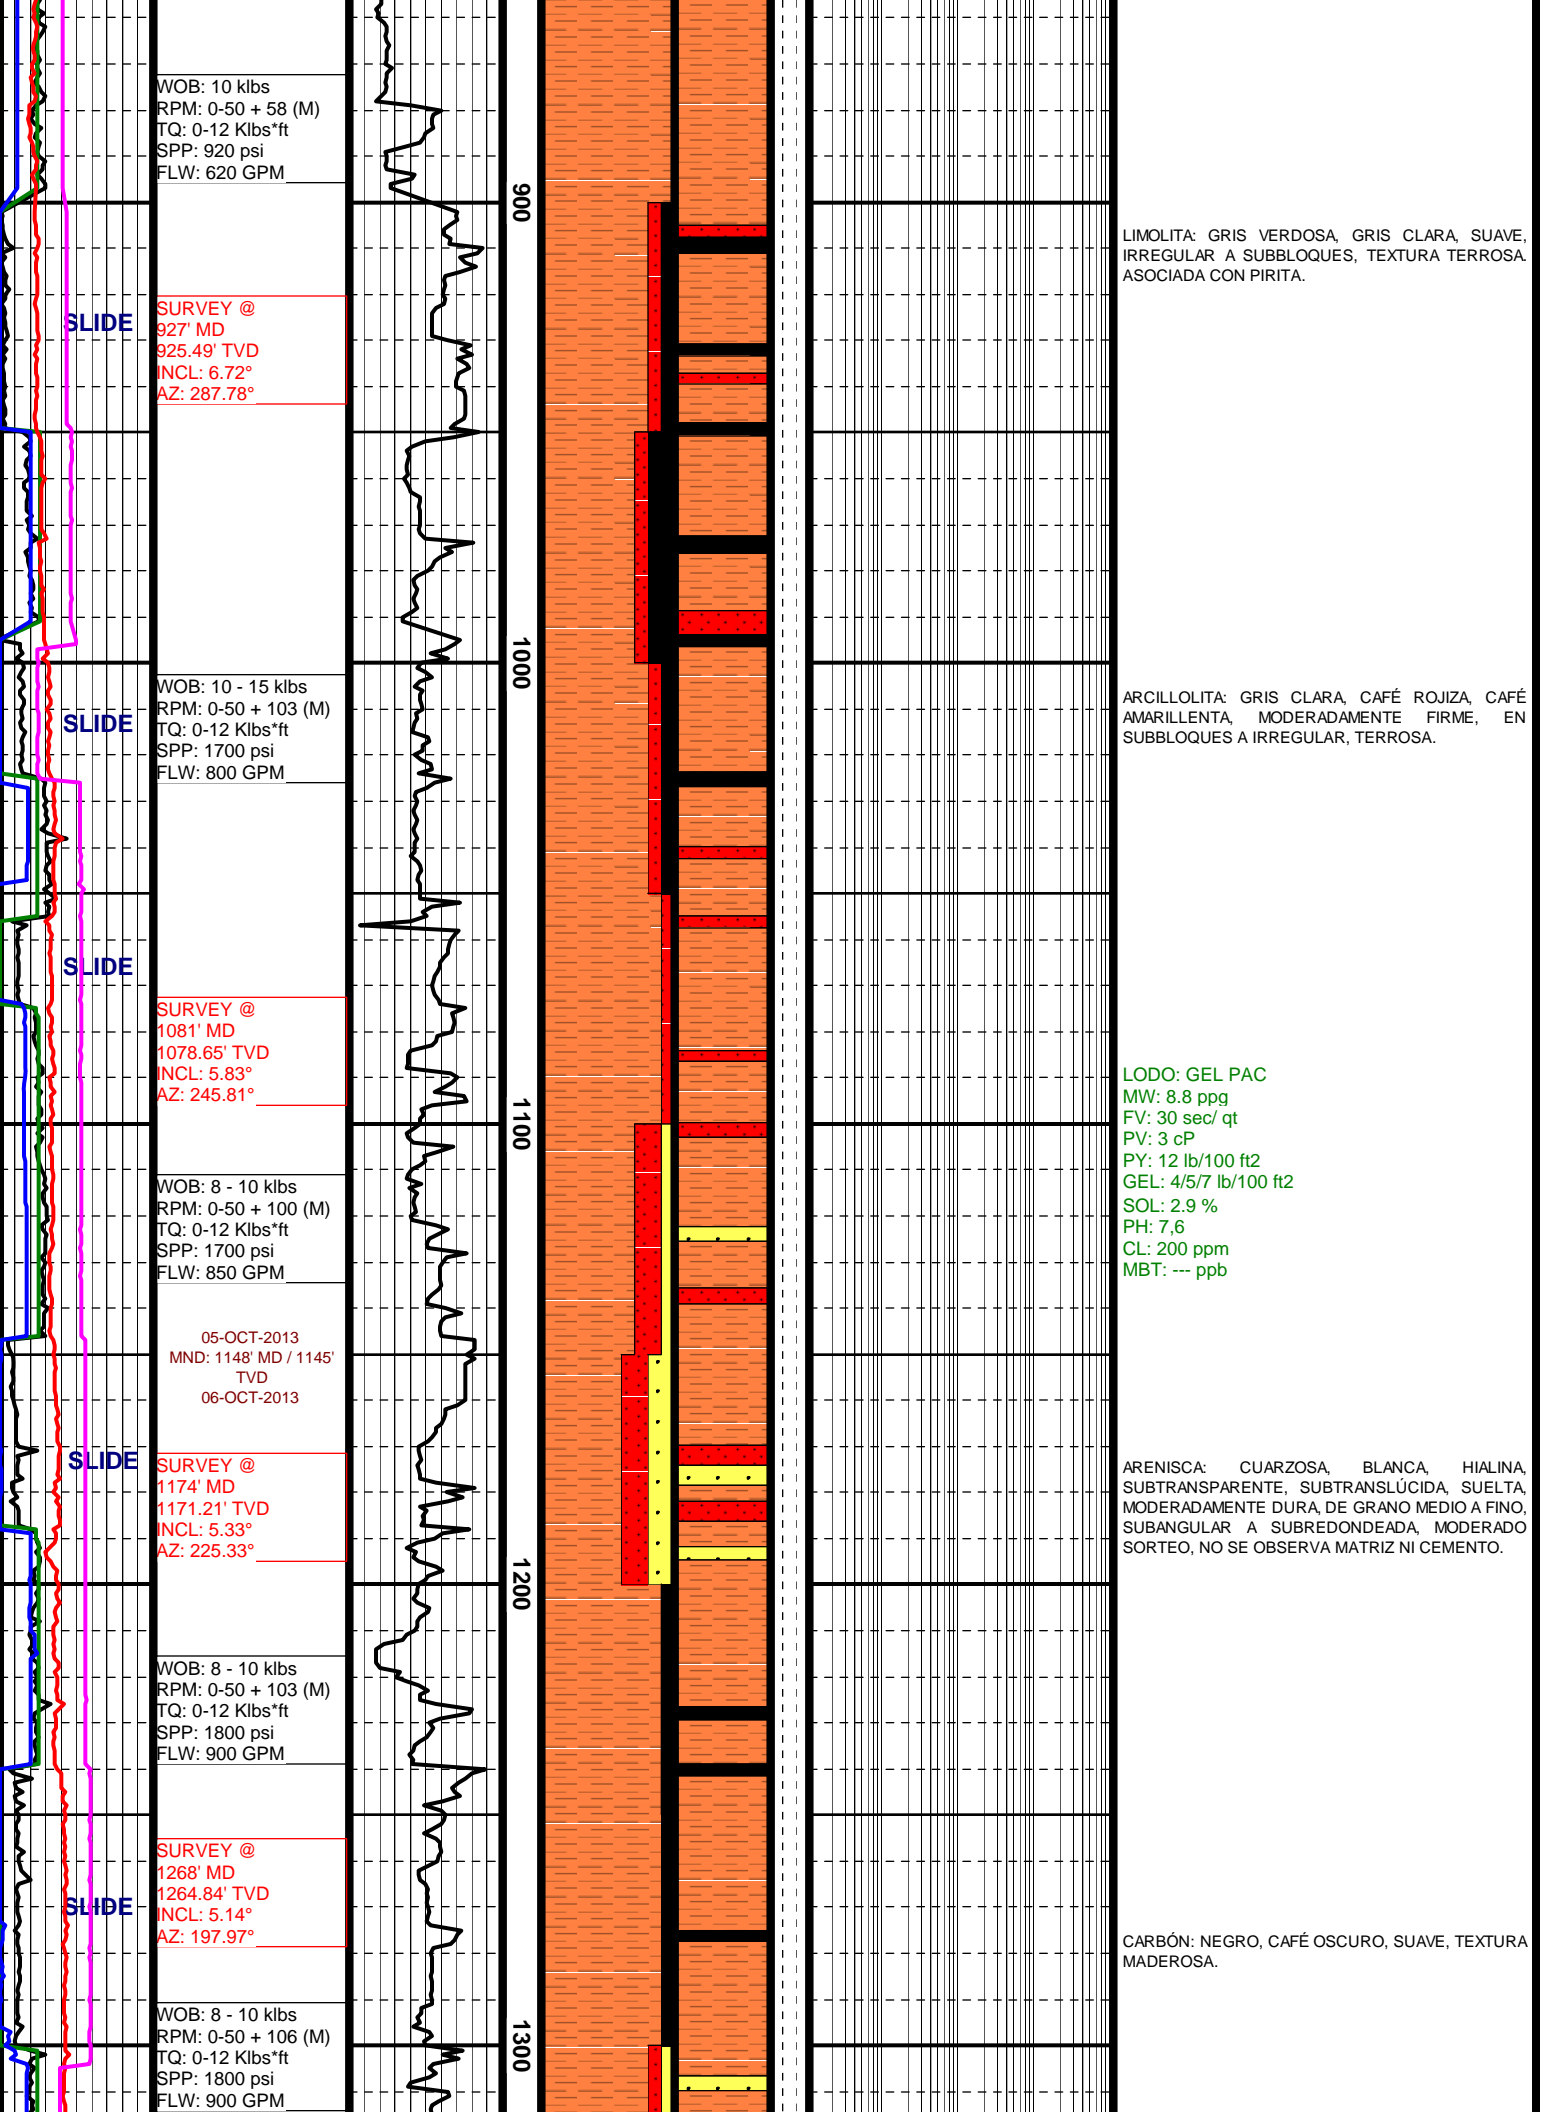 WOB: 10 klbs
RPM: 0-50 + 58 (M)
TQ: 0-12 Klbs*ft
SPP: 920 psi
FLW: 620 GPM
900
LIMOLITA: GRIS VERDOSA, GRIS CLARA, SUAVE,
IRREGULAR A SUBBLOQUES, TEXTURA TERROSA.
ASOCIADA CON PIRITA.
SLIDE
SURVEY @
927' MD
925.49' TVD
INCL: 6.72°
AZ: 287.78°
1000
SLIDE
WOB: 10 - 15 klbs
RPM: 0-50 + 103 (M)
TQ: 0-12 Klbs*ft
SPP: 1700 psi
FLW: 800 GPM
ARCILLOLITA: GRIS CLARA, CAFÉ ROJIZA, CAFÉ
AMARILLENTA, MODERADAMENTE FIRME, EN
SUBBLOQUES A IRREGULAR, TERROSA.
SLIDE
SURVEY @
1081' MD
1078.65' TVD
INCL: 5.83°
AZ: 245.81°
1100
LODO: GEL PAC
MW: 8.8 ppg
FV: 30 sec/ qt
PV: 3 cP
PY: 12 lb/100 ft2
GEL: 4/5/7 lb/100 ft2
SOL: 2.9 %
PH: 7,6
CL: 200 ppm
MBT: --- ppb
WOB: 8 - 10 klbs
RPM: 0-50 + 100 (M)
TQ: 0-12 Klbs*ft
SPP: 1700 psi
FLW: 850 GPM
05-OCT-2013
MND: 1148' MD / 1145'
TVD
06-OCT-2013
SLIDE
SURVEY @
1174' MD
1171.21' TVD
INCL: 5.33°
AZ: 225.33°
ARENISCA: CUARZOSA, BLANCA, HIALINA,
SUBTRANSPARENTE, SUBTRANSLÚCIDA, SUELTA,
MODERADAMENTE DURA, DE GRANO MEDIO A FINO,
SUBANGULAR A SUBREDONDEADA, MODERADO
SORTEO, NO SE OBSERVA MATRIZ NI CEMENTO.
1200
WOB: 8 - 10 klbs
RPM: 0-50 + 103 (M)
TQ: 0-12 Klbs*ft
SPP: 1800 psi
FLW: 900 GPM
SLIDE
SURVEY @
1268' MD
1264.84' TVD
INCL: 5.14°
AZ: 197.97°
CARBÓN: NEGRO, CAFÉ OSCURO, SUAVE, TEXTURA
MADEROSA.
1300
WOB: 8 - 10 klbs
RPM: 0-50 + 106 (M)
TQ: 0-12 Klbs*ft
SPP: 1800 psi
FLW: 900 GPM